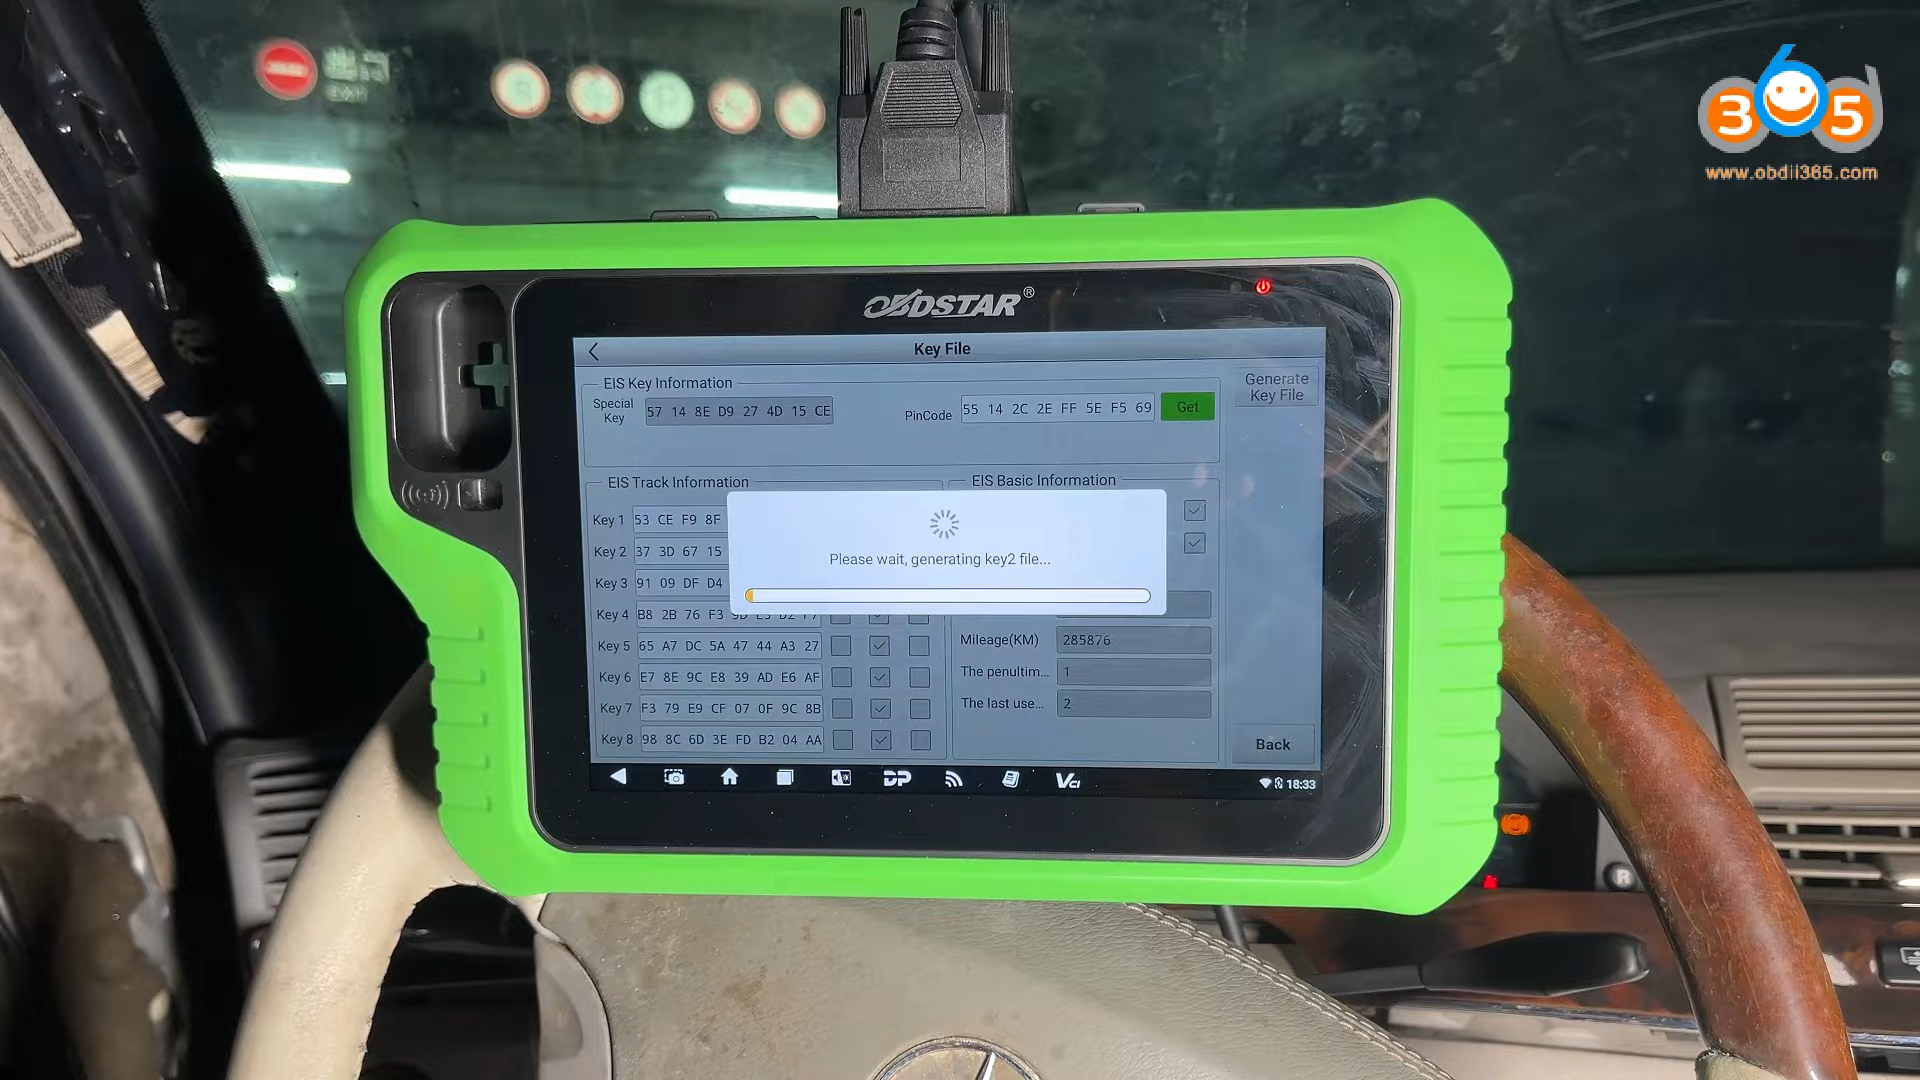 365
www.obdii365.com
OBDSTAR®
Key File
EIS Key Information
Special Key
57 14 8E D9 27 4D 15 CE
PinCode
55 14 2C 2E FF 5E F5 69
Get
Generate Key File
EIS Track Information
EIS Basic Information
Key 1 53 CE F9 8F
Key 2 37 3D 67 15
Key 3 91 09 DF D4
Please wait, generating key2 file...
Key 4 B8 2B 76 F3
Key 5 65 A7 DC 5A 47 44 A3 27
Key 6 E7 8E 9C E8 39 AD E6 AF
Key 7 F3 79 E9 CF 07 0F 9C 8B
Key 8 98 8C 6D 3E FD B2 04 AA
Mileage(KM) 285876
The penultim... 1
The last use... 2
Back
DP
VCI
18:33
R